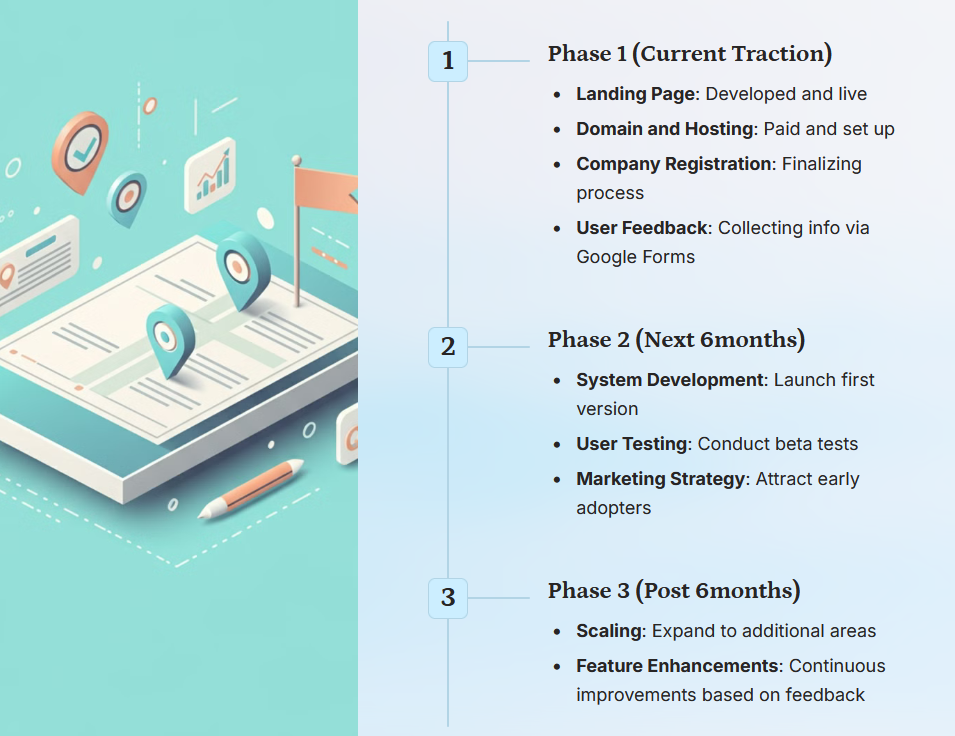 1
Phase 1 (Current Traction)
• Landing Page: Developed and live
• Domain and Hosting: Paid and set up
• Company Registration: Finalizing
process
• User Feedback: Collecting info via
Google Forms
2
Phase 2 (Next 6months)
• System Development: Launch first
version
• User Testing: Conduct beta tests
• Marketing Strategy: Attract early
adopters
3
Phase 3 (Post 6months)
• Scaling: Expand to additional areas
• Feature Enhancements: Continuous
improvements based on feedback